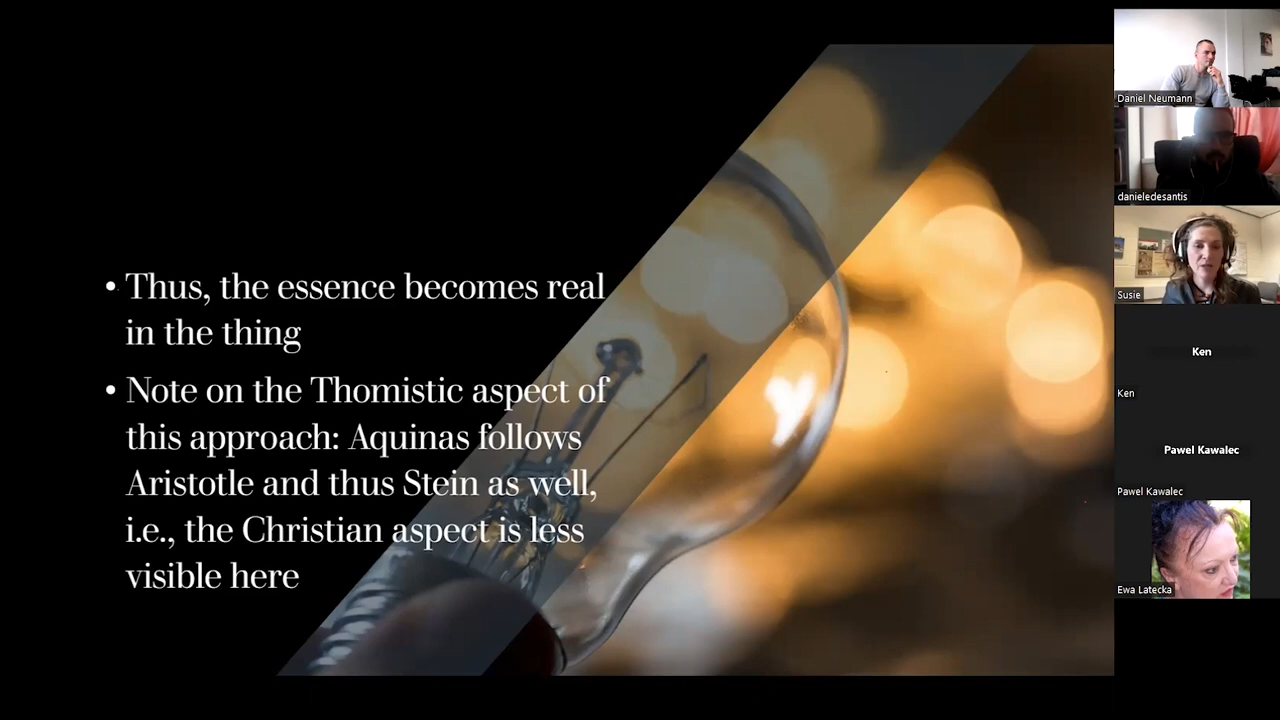 • Thus, the essence becomes real
in the thing
• Note on the Thomistic aspect of
this approach: Aquinas follows
Aristotle and thus Stein as well,
i.e., the Christian aspect is less
visible here
Daniel Neumann
danieledesantis
Susie
Ken
Ken
Pawel Kawalec
Pawel Kawalec
Ewa Latecka